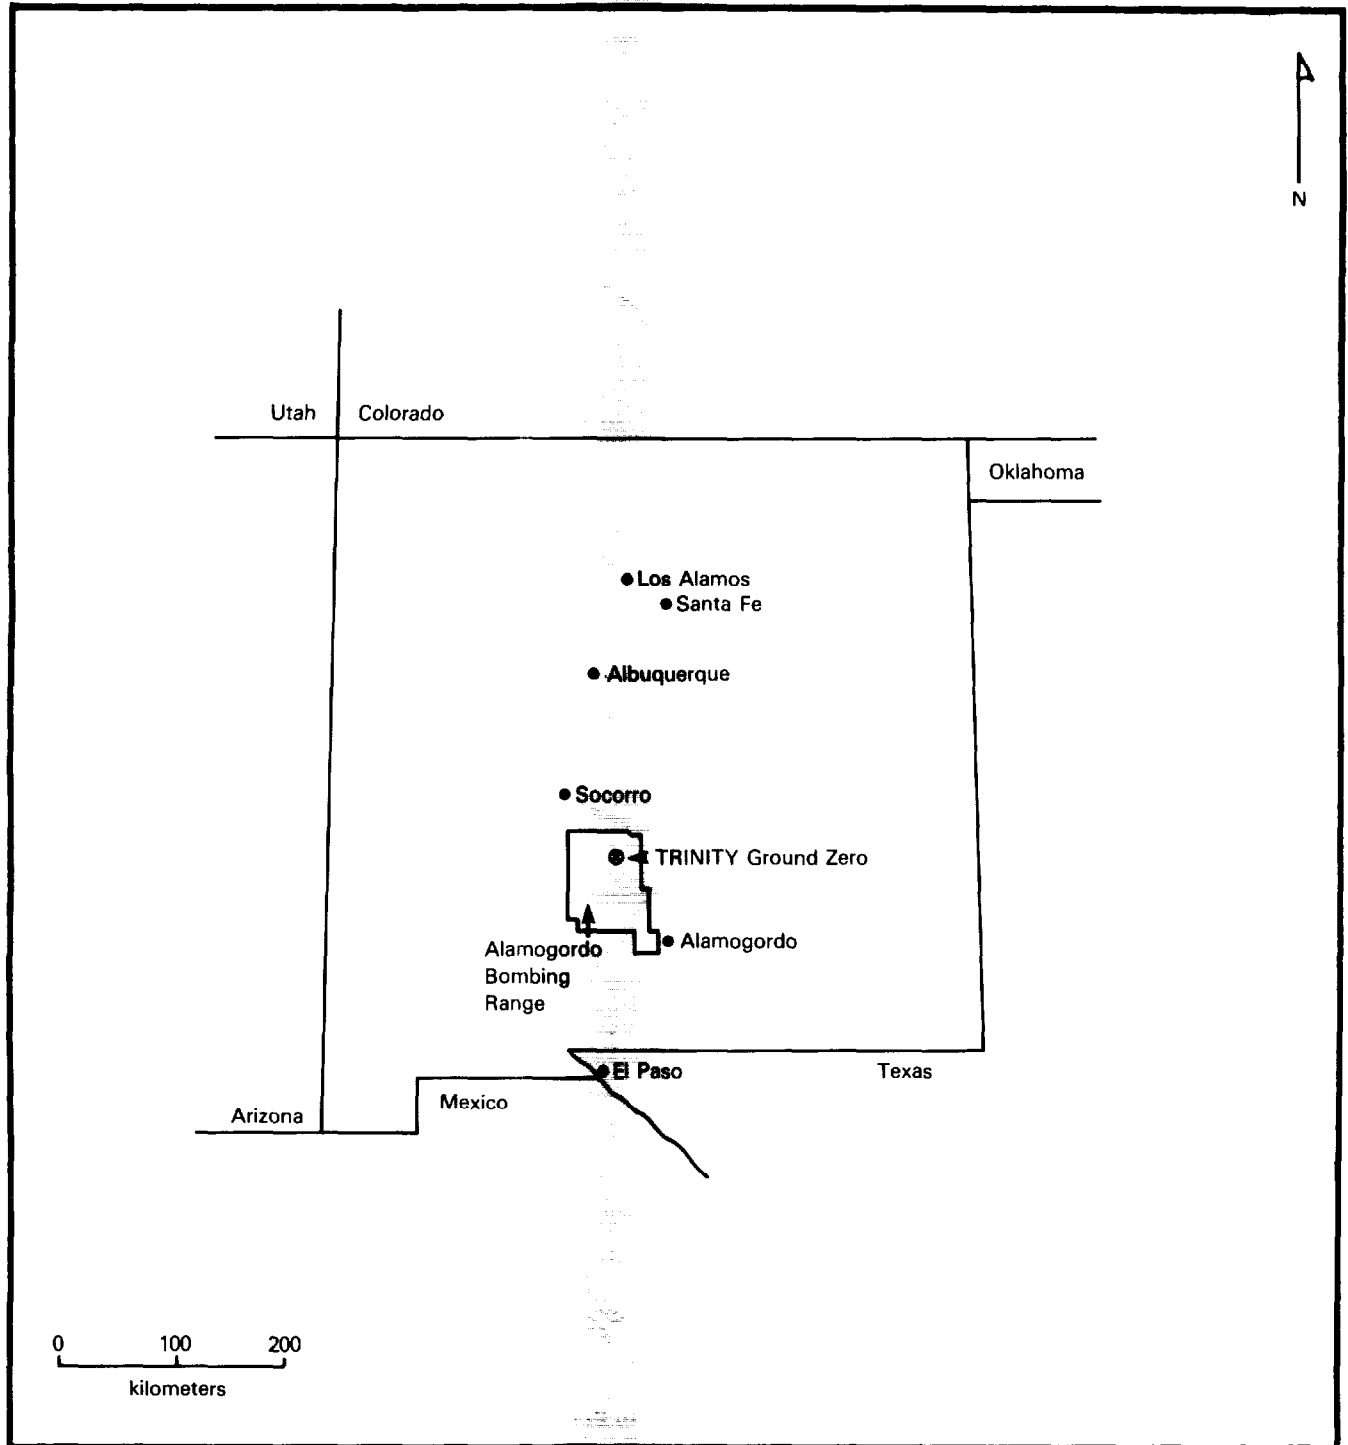 N
Utah
Colorado
Oklahoma
Los Alamos
Santa Fe
Albuquerque
Socorro
TRINITY Ground Zero
Alamogordo
Alamogordo
Bombing
Range
El Paso
Texas
Mexico
Arizona
0 100 200
kilometers